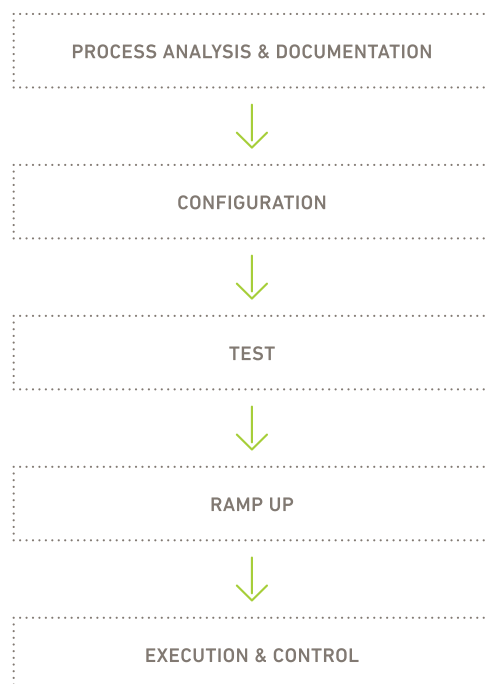 PROCESS ANALYSIS & DOCUMENTATION
CONFIGURATION
TEST
RAMP UP
EXECUTION & CONTROL